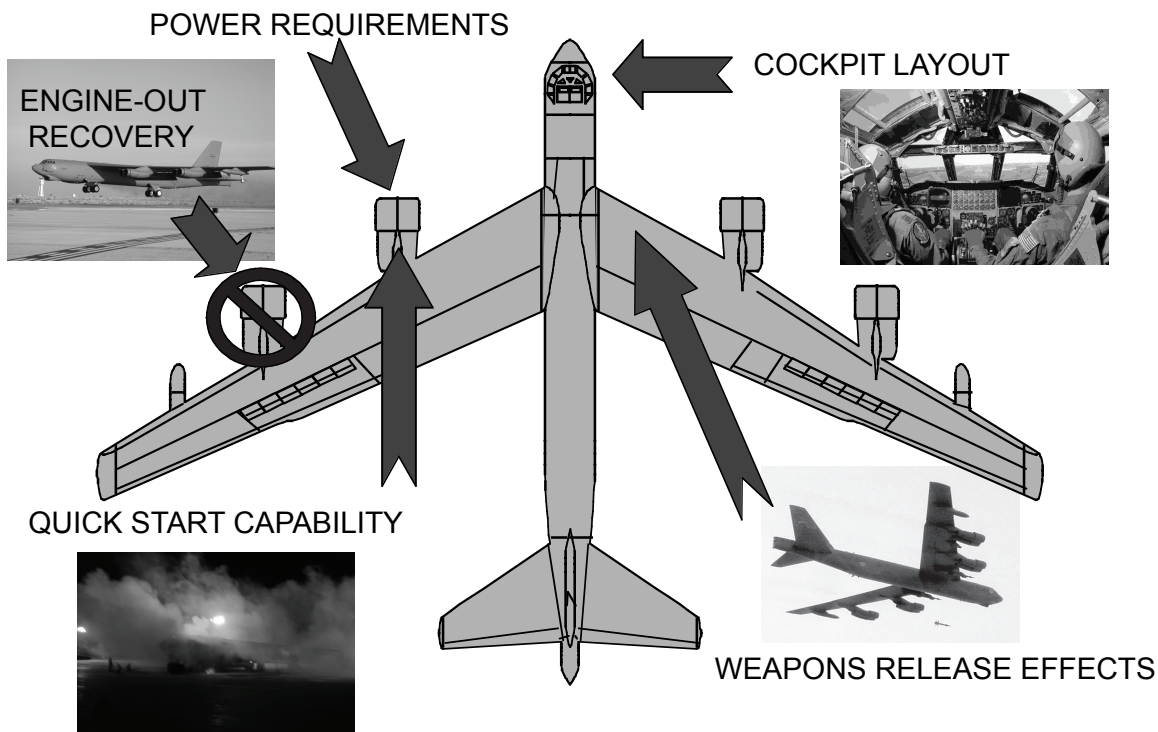 POWER REQUIREMENTS
COCKPIT LAYOUT
ENGINE-OUT
RECOVERY
QUICK START CAPABILITY
WEAPONS RELEASE EFFECTS